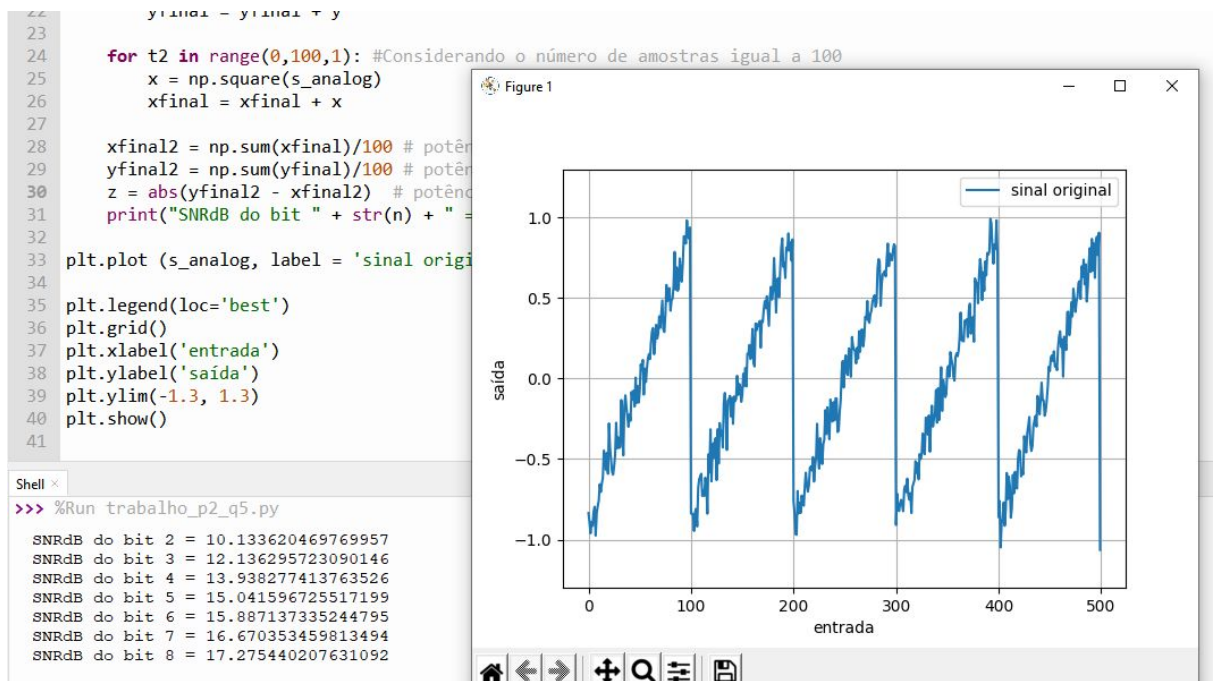 22 yfinal = yfinal + y
23
24 for t2 in range(0,100,1): #Considerando o número de amostras igual a 100
25 x = np.square(s_analog)
26 xfinal = xfinal + x
27
28 xfinal2 = np.sum(xfinal)/100 # potên
29 yfinal2 = np.sum(yfinal)/100 # potên
30 z = abs(yfinal2 - xfinal2) # potênc
31 print("SNRdB do bit " + str(n) + " =
32
33 plt.plot (s_analog, label = 'sinal origi
34
35 plt.legend(loc='best')
36 plt.grid()
37 plt.xlabel('entrada')
38 plt.ylabel('saída')
39 plt.ylim(-1.3, 1.3)
40 plt.show()
41
Shell ×
>>> %Run trabalho_p2_q5.py
SNRdB do bit 2 = 10.133620469769957
SNRdB do bit 3 = 12.136295723090146
SNRdB do bit 4 = 13.938277413763526
SNRdB do bit 5 = 15.041596725517199
SNRdB do bit 6 = 15.887137335244795
SNRdB do bit 7 = 16.670353459813494
SNRdB do bit 8 = 17.275440207631092
Figure 1
sinal original
1.0
0.5
0.0
−0.5
−1.0
saída
0 100 200 300 400 500
entrada